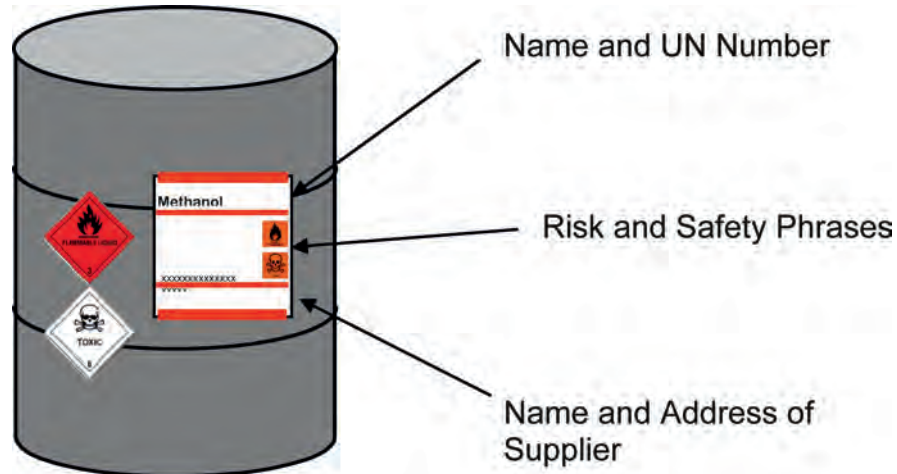 Name and UN Number
Methanol
FLAMMABLE LIQUID
3
Risk and Safety Phrases
xxxxxxxxxxxxxx
xxxxx
TOXIC
6
Name and Address of
Supplier